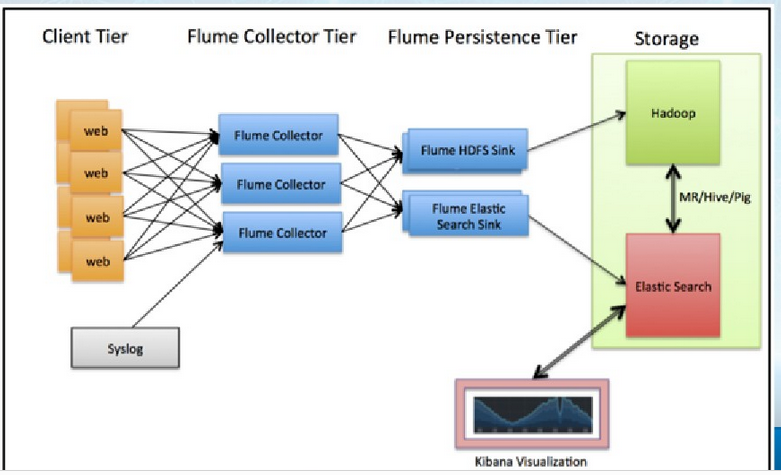 Client Tier
Flume Collector Tier
Flume Persistence Tier
Storage
web
web
web
web
Syslog
Flume Collector
Flume Collector
Flume Collector
Flume HDFS Sink
Flume Elastic
Search Sink
Hadoop
MR/Hive/Pig
Elastic Search
Kibana Visualization